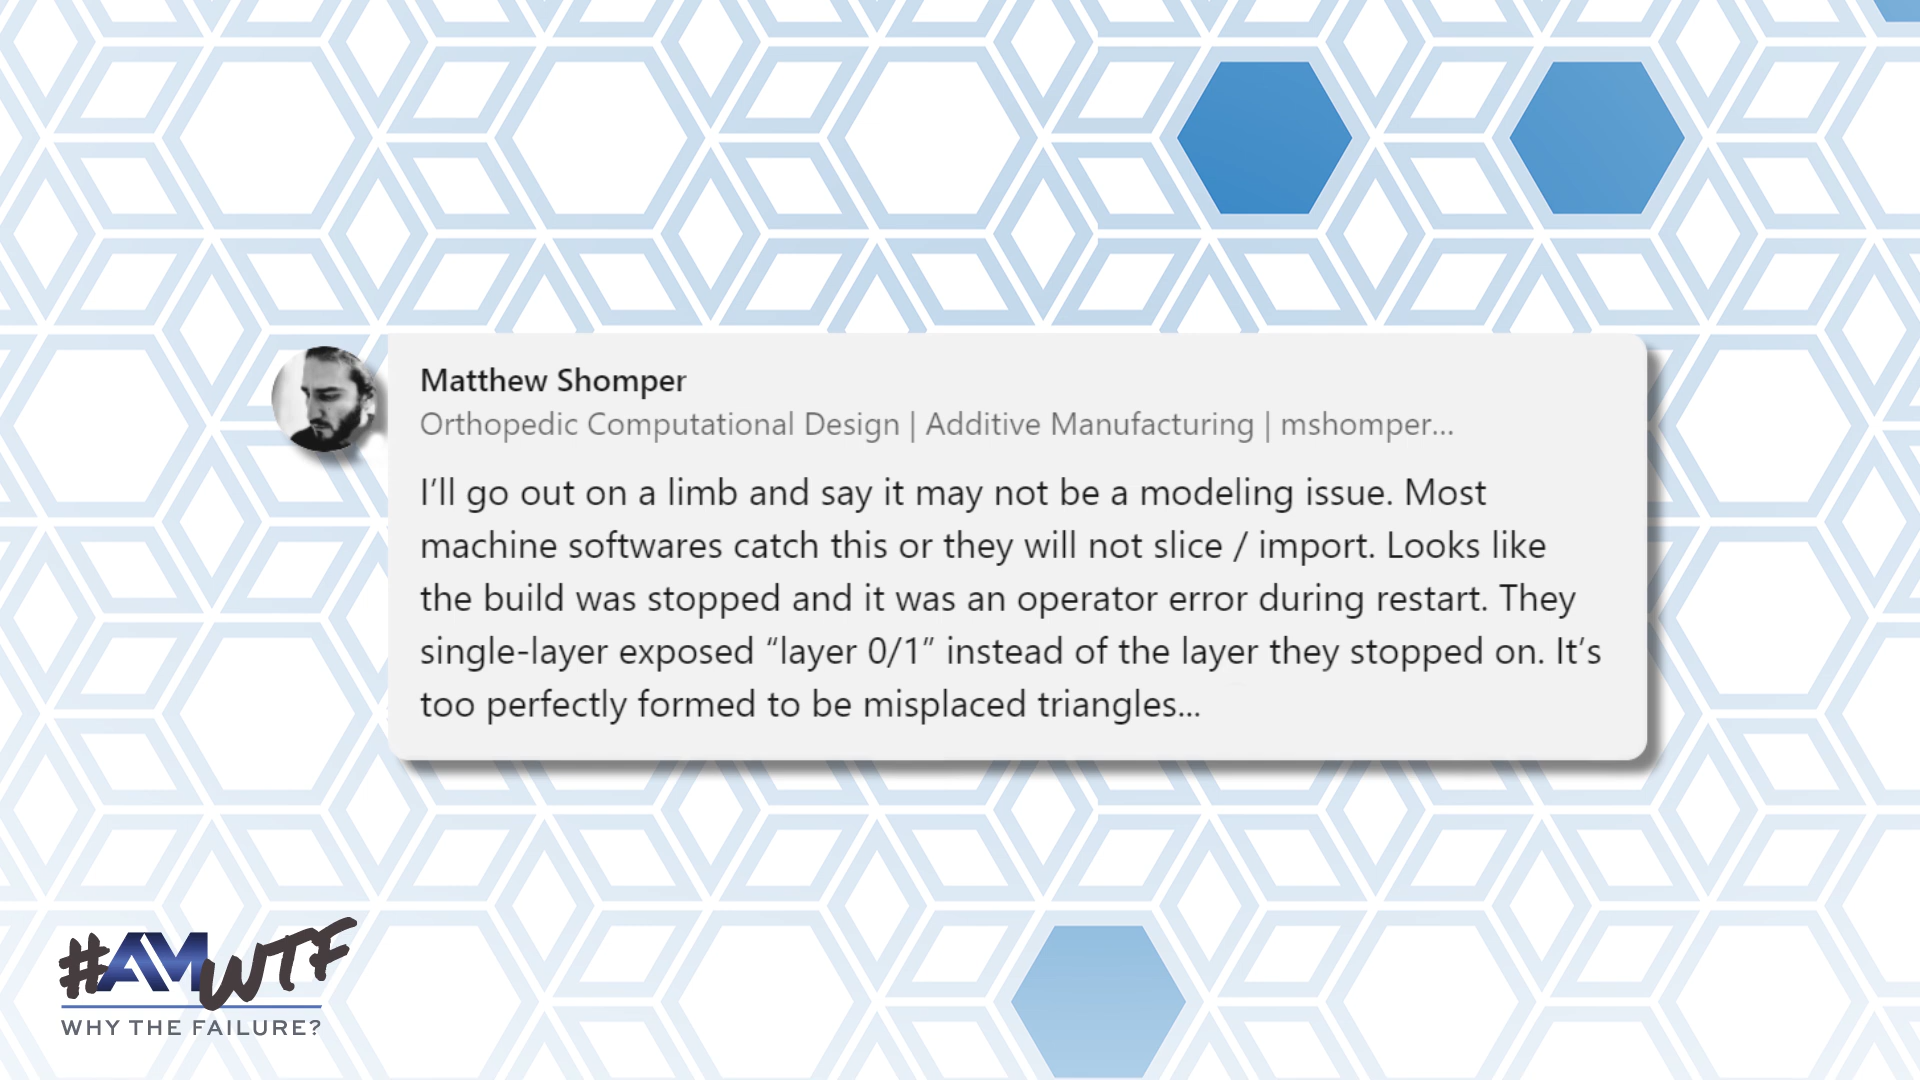 Matthew Shomper
Orthopedic Computational Design | Additive Manufacturing | mshomper...
I’ll go out on a limb and say it may not be a modeling issue. Most
machine softwares catch this or they will not slice / import. Looks like
the build was stopped and it was an operator error during restart. They
single-layer exposed “layer 0/1” instead of the layer they stopped on. It’s
too perfectly formed to be misplaced triangles...
#AMWTF
WHY THE FAILURE?